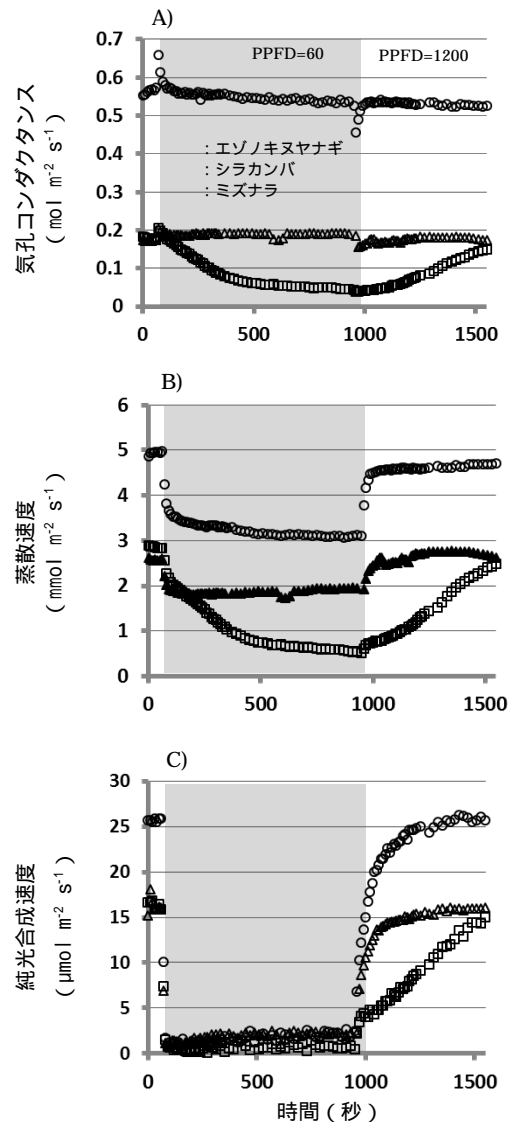 A)
0.7
0.6
0.5
0.4
0.3
0.2
0.1
0
気孔コンダクタンス
( mol m⁻² s⁻¹ )
PPFD=60
PPFD=1200
: エゾノキヌヤナギ
: シラカンバ
: ミズナラ
0 500 1000 1500
B)
6
5
4
3
2
1
0
蒸散速度
( mmol m⁻² s⁻¹ )
0 500 1000 1500
C)
30
25
20
15
10
5
0
純光合成速度
( µmol m⁻² s⁻¹ )
0 500 1000 1500
時間 ( 秒 )